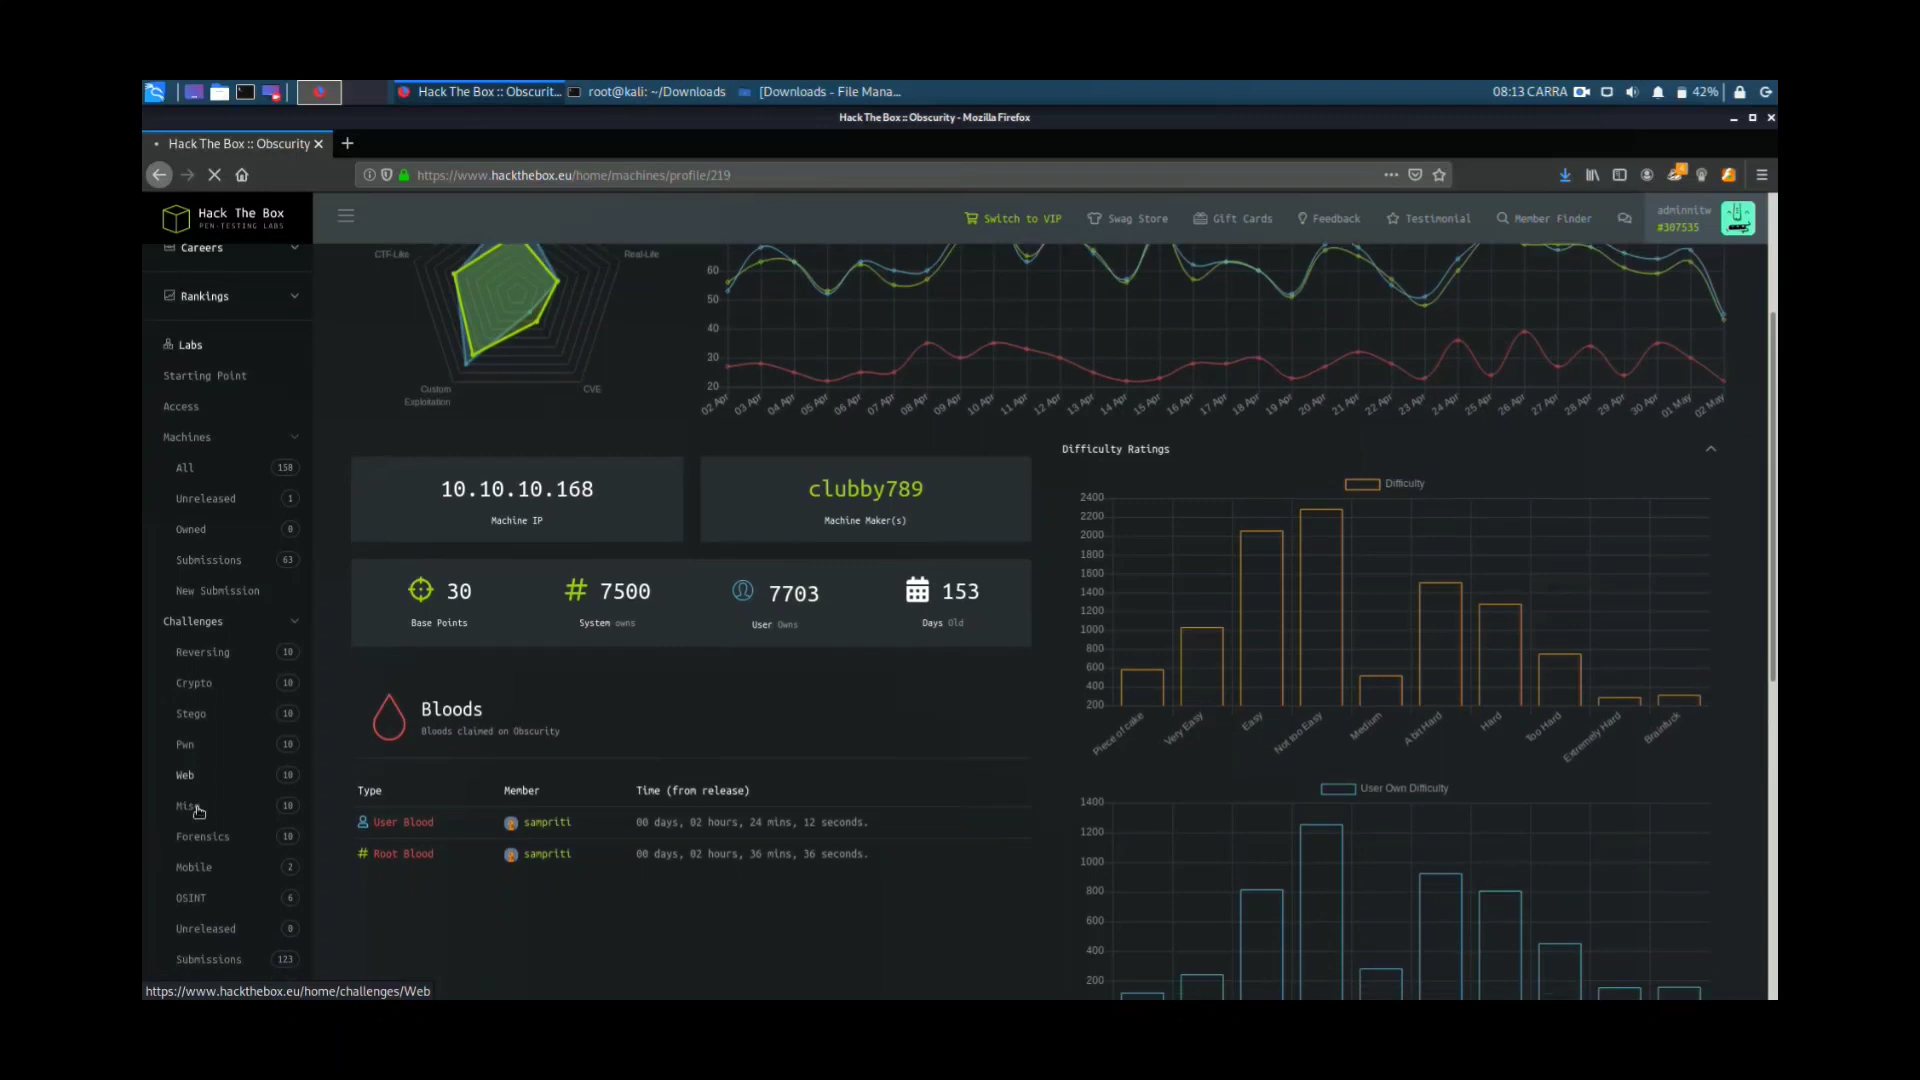 Hack The Box :: Obscurit...
root@kali: ~/Downloads
[Downloads - File Mana...
08:13 CARRA
42%
Hack The Box :: Obscurity - Mozilla Firefox
Hack The Box :: Obscurity
https://www.hackthebox.eu/home/machines/profile/219
Hack The Box
PEN-TESTING LABS
Switch to VIP
Swag Store
Gift Cards
Feedback
Testimonial
Member Finder
adminnitw
#307535
Careers
Rankings
Labs
Starting Point
Access
Machines
All 158
Unreleased 1
Owned 0
Submissions 63
New Submission
Challenges
Reversing 10
Crypto 10
Stego 10
Pwn 10
Web 10
Misc 10
Forensics 10
Mobile 2
OSINT 6
Unreleased 0
Submissions 123
https://www.hackthebox.eu/home/challenges/Web
CTF-Like
Real-Life
Custom
Exploitation
CVE
60
50
40
30
20
02 Apr 03 Apr 04 Apr 05 Apr 06 Apr 07 Apr 08 Apr 09 Apr 10 Apr 11 Apr 12 Apr 13 Apr 14 Apr 15 Apr 16 Apr 17 Apr 18 Apr 19 Apr 20 Apr 21 Apr 22 Apr 23 Apr 24 Apr 25 Apr 26 Apr 27 Apr 28 Apr 29 Apr 30 Apr 01 May 02 May
10.10.10.168
Machine IP
clubby789
Machine Maker(s)
30
Base Points
7500
System owns
7703
User Owns
153
Days Old
Bloods
Bloods claimed on Obscurity
Type Member Time (from release)
User Blood sampriti 00 days, 02 hours, 24 mins, 12 seconds.
Root Blood sampriti 00 days, 02 hours, 36 mins, 36 seconds.
Difficulty Ratings
Difficulty
2400
2200
2000
1800
1600
1400
1200
1000
800
600
400
200
Piece of cake Very Easy Easy Not too Easy Medium A bit Hard Hard Too Hard Extremely Hard Brainfuck
User Own Difficulty
1400
1200
1000
800
600
400
200